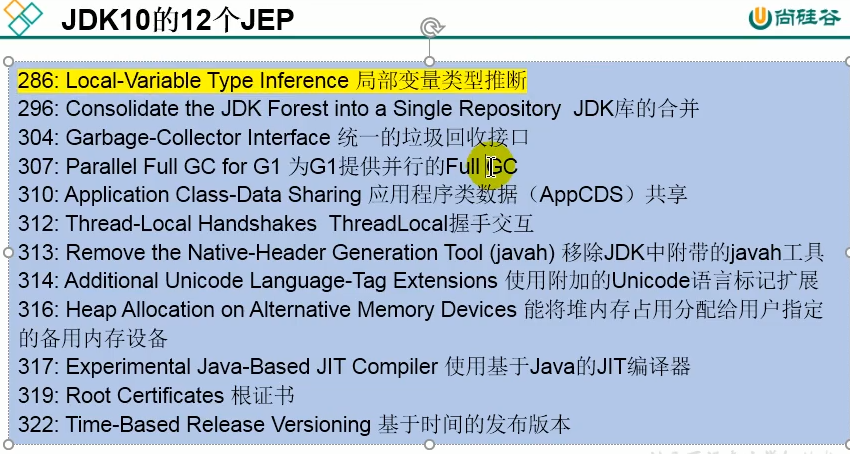 JDK10的12个JEP
尚硅谷
286: Local-Variable Type Inference 局部变量类型推断
296: Consolidate the JDK Forest into a Single Repository JDK库的合并
304: Garbage-Collector Interface 统一的垃圾回收接口
307: Parallel Full GC for G1 为G1提供并行的Full GC
310: Application Class-Data Sharing 应用程序类数据（AppCDS）共享
312: Thread-Local Handshakes ThreadLocal握手交互
313: Remove the Native-Header Generation Tool (javah) 移除JDK中附带的javah工具
314: Additional Unicode Language-Tag Extensions 使用附加的Unicode语言标记扩展
316: Heap Allocation on Alternative Memory Devices 能将堆内存占用分配给用户指定
的备用内存设备
317: Experimental Java-Based JIT Compiler 使用基于Java的JIT编译器
319: Root Certificates 根证书
322: Time-Based Release Versioning 基于时间的发布版本